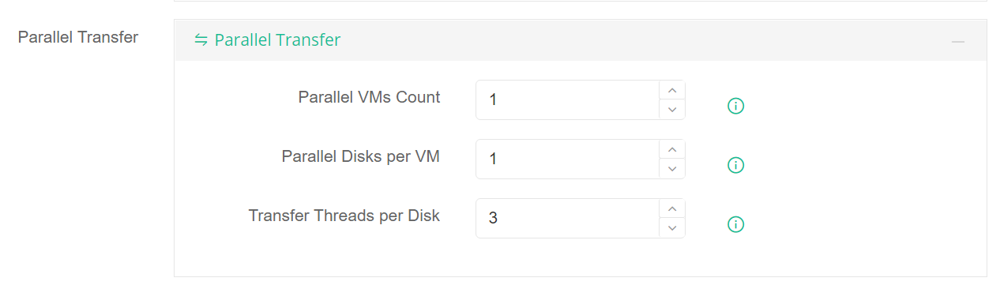 Parallel Transfer
Parallel Transfer
Parallel VMs Count 1
Parallel Disks per VM 1
Transfer Threads per Disk 3